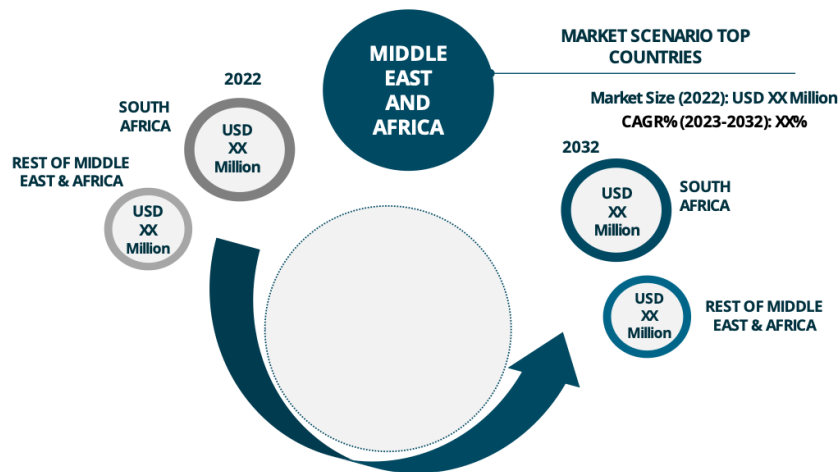 MIDDLE
EAST
AND
AFRICA
MARKET SCENARIO TOP
COUNTRIES
Market Size (2022): USD XX Million
CAGR% (2023-2032): XX%
2022
SOUTH
AFRICA
USD
XX
Million
REST OF MIDDLE
EAST & AFRICA
USD
XX
Million
2032
USD
XX
Million
SOUTH
AFRICA
USD
XX
Million
REST OF MIDDLE
EAST & AFRICA